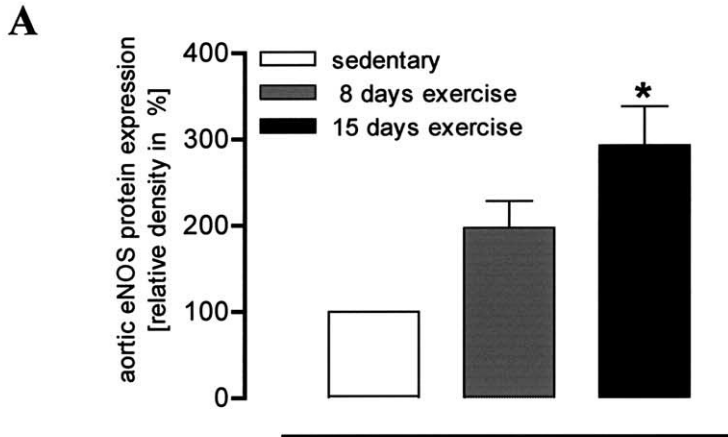 A
aortic eNOS protein expression
[relative density in %]
400
300
200
100
0
sedentary
8 days exercise
15 days exercise
*